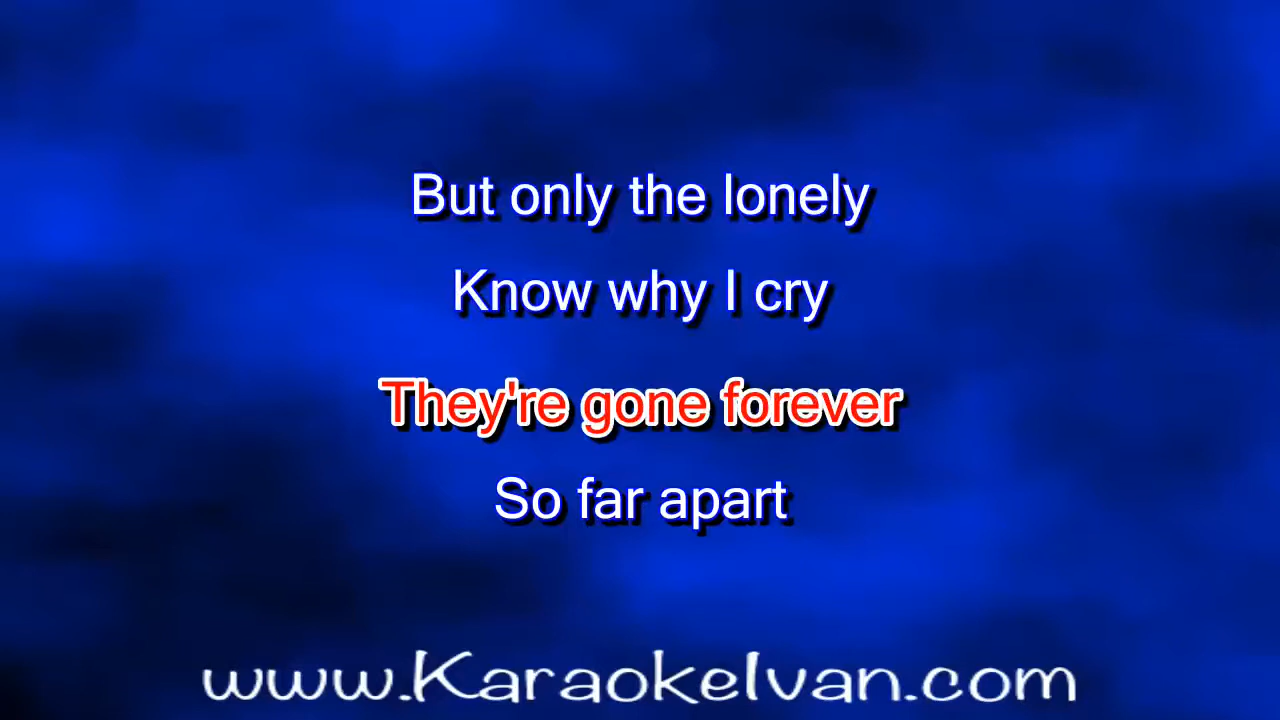 But only the lonely
Know why I cry
They're gone forever
So far apart
www.KaraokeIvan.com